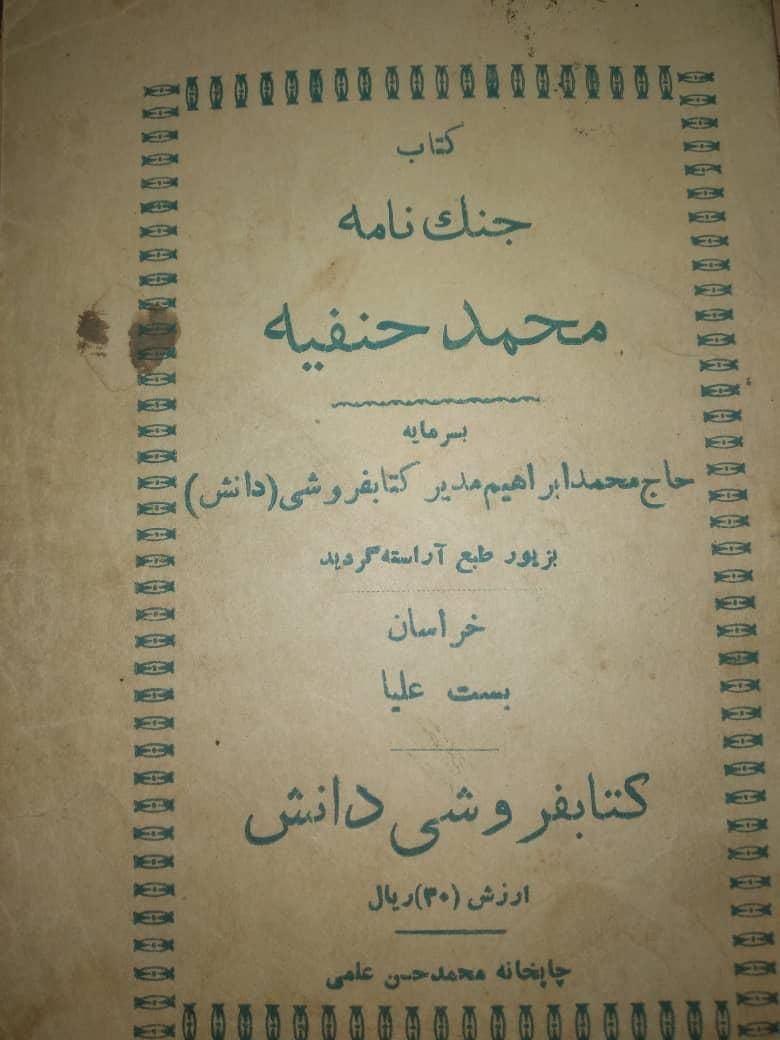 کتاب
جنك نامه
محمد حنفیه
بسرمایه
حاج محمدابراهیم مدیر کتابفروشی (دانش)
بزیور طبع آراسته گردید
خراسان
بست علیا
کتابفروشی دانش
ارزش (۳۰) ریال
چاپخانه محمدحسن علمی